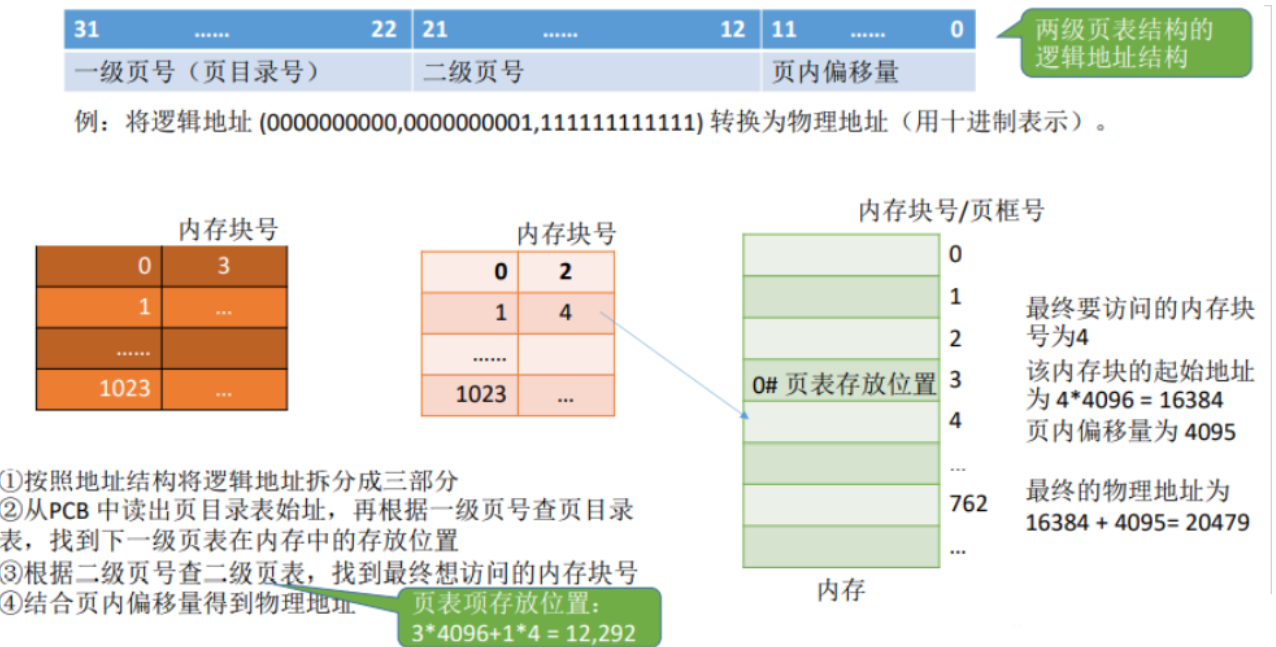 31 …… 22 21 …… 12 11 …… 0
一级页号（页目录号） 二级页号 页内偏移量
两级页表结构的
逻辑地址结构
例：将逻辑地址 (0000000000,0000000001,111111111111) 转换为物理地址（用十进制表示）。
内存块号
0 3
1 …
……
1023 …
内存块号
0 2
1 4
……
1023 …
内存块号/页框号
0
1
2
0# 页表存放位置 3
4
…
762
…
内存
最终要访问的内存块
号为4
该内存块的起始地址
为 4*4096 = 16384
页内偏移量为 4095
最终的物理地址为
16384 + 4095= 20479
①按照地址结构将逻辑地址拆分成三部分
②从PCB 中读出页目录表始址，再根据一级页号查页目录
表，找到下一级页表在内存中的存放位置
③根据二级页号查二级页表，找到最终想访问的内存块号
④结合页内偏移量得到物理地址
页表项存放位置：
3*4096+1*4 = 12,292